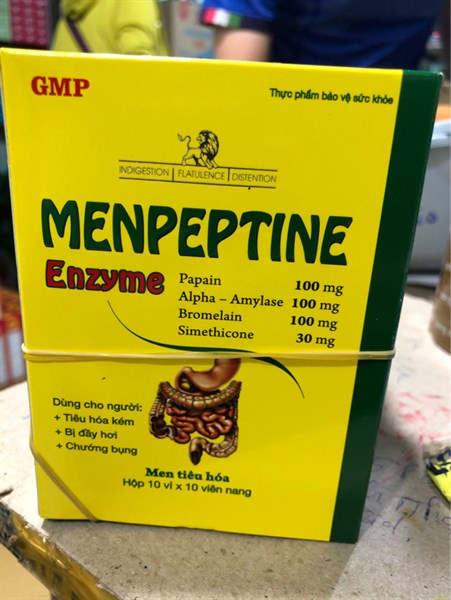 GMP
Thực phẩm bảo vệ sức khỏe
INDIGESTION | FLATULENCE | DISTENTION
MENPEPTINE
Enzyme
Papain 100 mg
Alpha – Amylase 100 mg
Bromelain 100 mg
Simethicone 30 mg
Dùng cho người:
+ Tiêu hóa kém
+ Bị đầy hơi
+ Chướng bụng
Men tiêu hóa
Hộp 10 vỉ x 10 viên nang